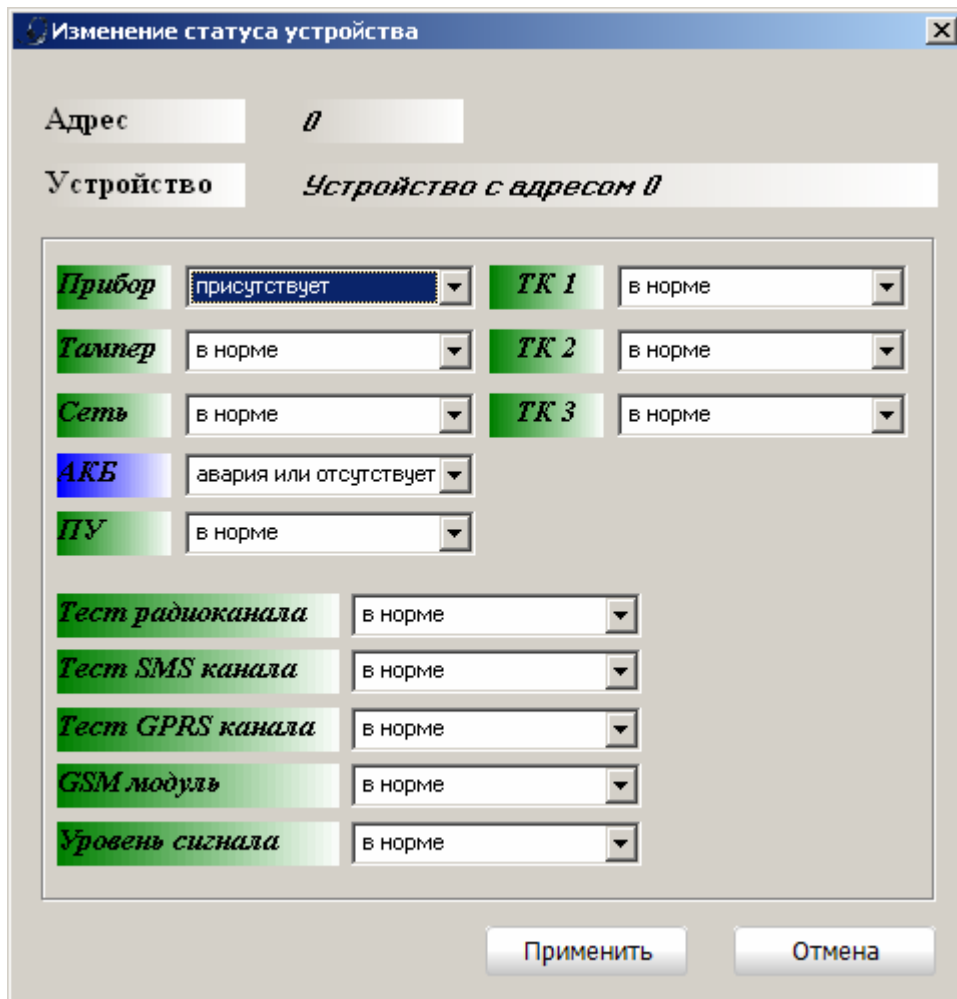 Изменение статуса устройства
Адрес 0
Устройство Устройство с адресом 0
Прибор присутствует ТК 1 в норме
Тампер в норме ТК 2 в норме
Сеть в норме ТК 3 в норме
АКБ авария или отсутствует
ПУ в норме
Тест радиоканала в норме
Тест SMS канала в норме
Тест GPRS канала в норме
GSM модуль в норме
Уровень сигнала в норме
Применить Отмена